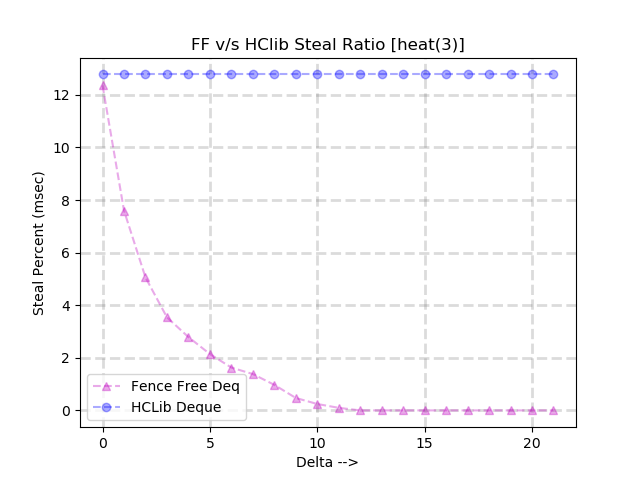 FF v/s HClib Steal Ratio [heat(3)]
Steal Percent (msec)
12
10
8
6
4
2
0
Fence Free Deq
HCLib Deque
0 5 10 15 20
Delta -->